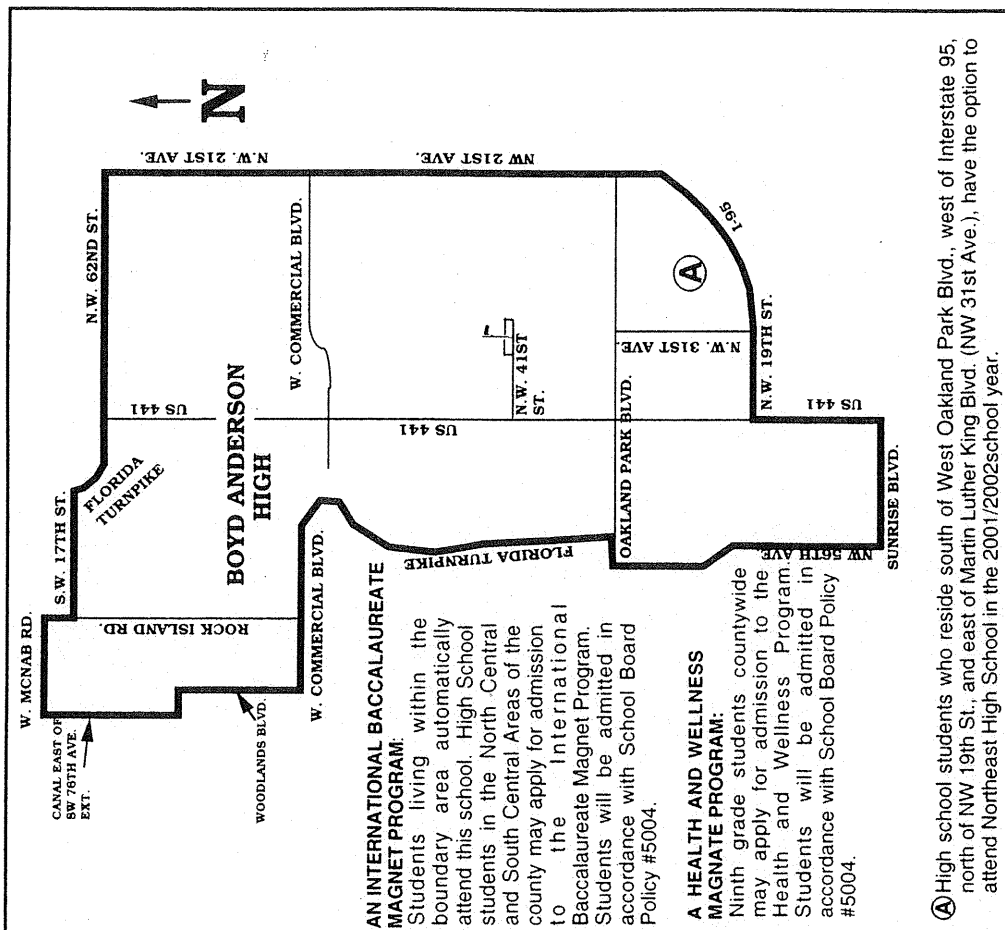 N
W. MCNAB RD.
S.W. 17TH ST.
FLORIDA
TURNPIKE
N.W. 62ND ST.
CANAL EAST OF
SW 76TH AVE.
EXT.
ROCK ISLAND RD.
US 441
N.W. 21ST AVE.
BOYD ANDERSON
HIGH
WOODLANDS BLVD.
W. COMMERCIAL BLVD.
W. COMMERCIAL BLVD.
FLORIDA TURNPIKE
US 441
NW 21ST AVE.
N.W. 41ST
ST.
OAKLAND PARK BLVD.
N.W. 31ST AVE.
A
I-95
N.W. 19TH ST.
NW 56TH AVE
US 441
SUNRISE BLVD.
AN INTERNATIONAL BACCALAUREATE
MAGNET PROGRAM:
Students living within the
boundary area automatically
attend this school. High School
students in the North Central
and South Central Areas of the
county may apply for admission
to the International
Baccalaureate Magnet Program.
Students will be admitted in
accordance with School Board
Policy #5004.
A HEALTH AND WELLNESS
MAGNATE PROGRAM:
Ninth grade students countywide
may apply for admission to the
Health and Wellness Program.
Students will be admitted in
accordance with School Board Policy
#5004.
A High school students who reside south of West Oakland Park Blvd., west of Interstate 95,
north of NW 19th St., and east of Martin Luther King Blvd. (NW 31st Ave.), have the option to
attend Northeast High School in the 2001/2002school year.